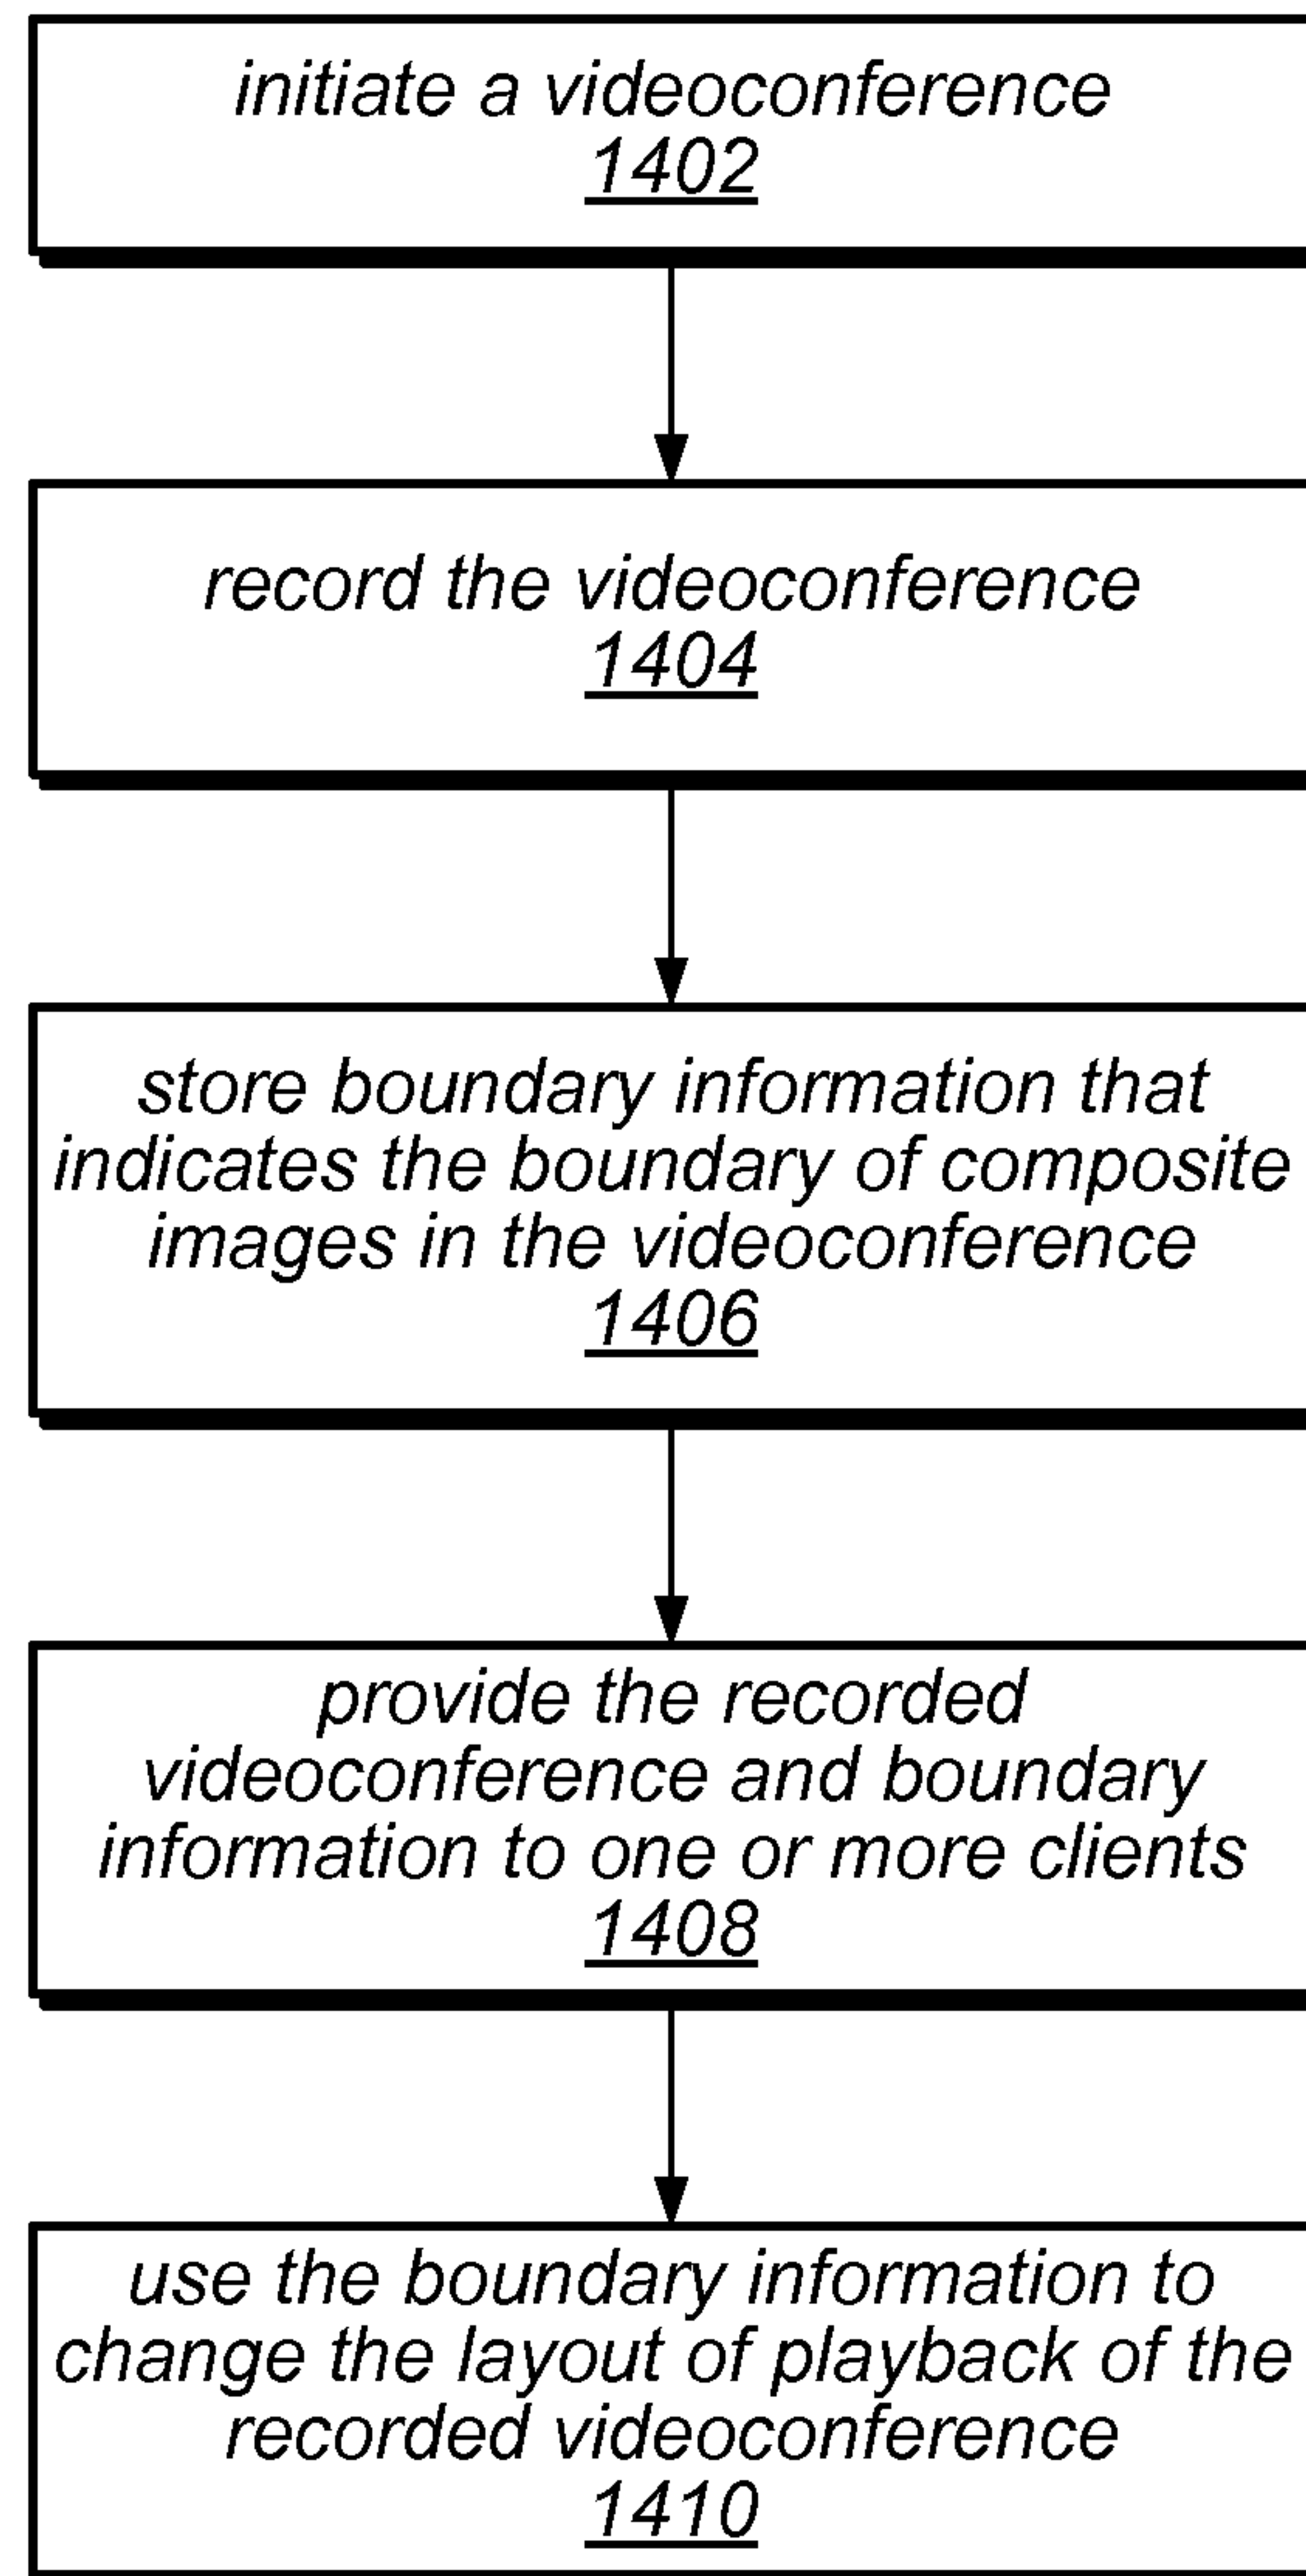 initiate a videoconference
1402
record the videoconference
1404
store boundary information that
indicates the boundary of composite
images in the videoconference
1406
provide the recorded
videoconference and boundary
information to one or more clients
1408
use the boundary information to
change the layout of playback of the
recorded videoconference
1410